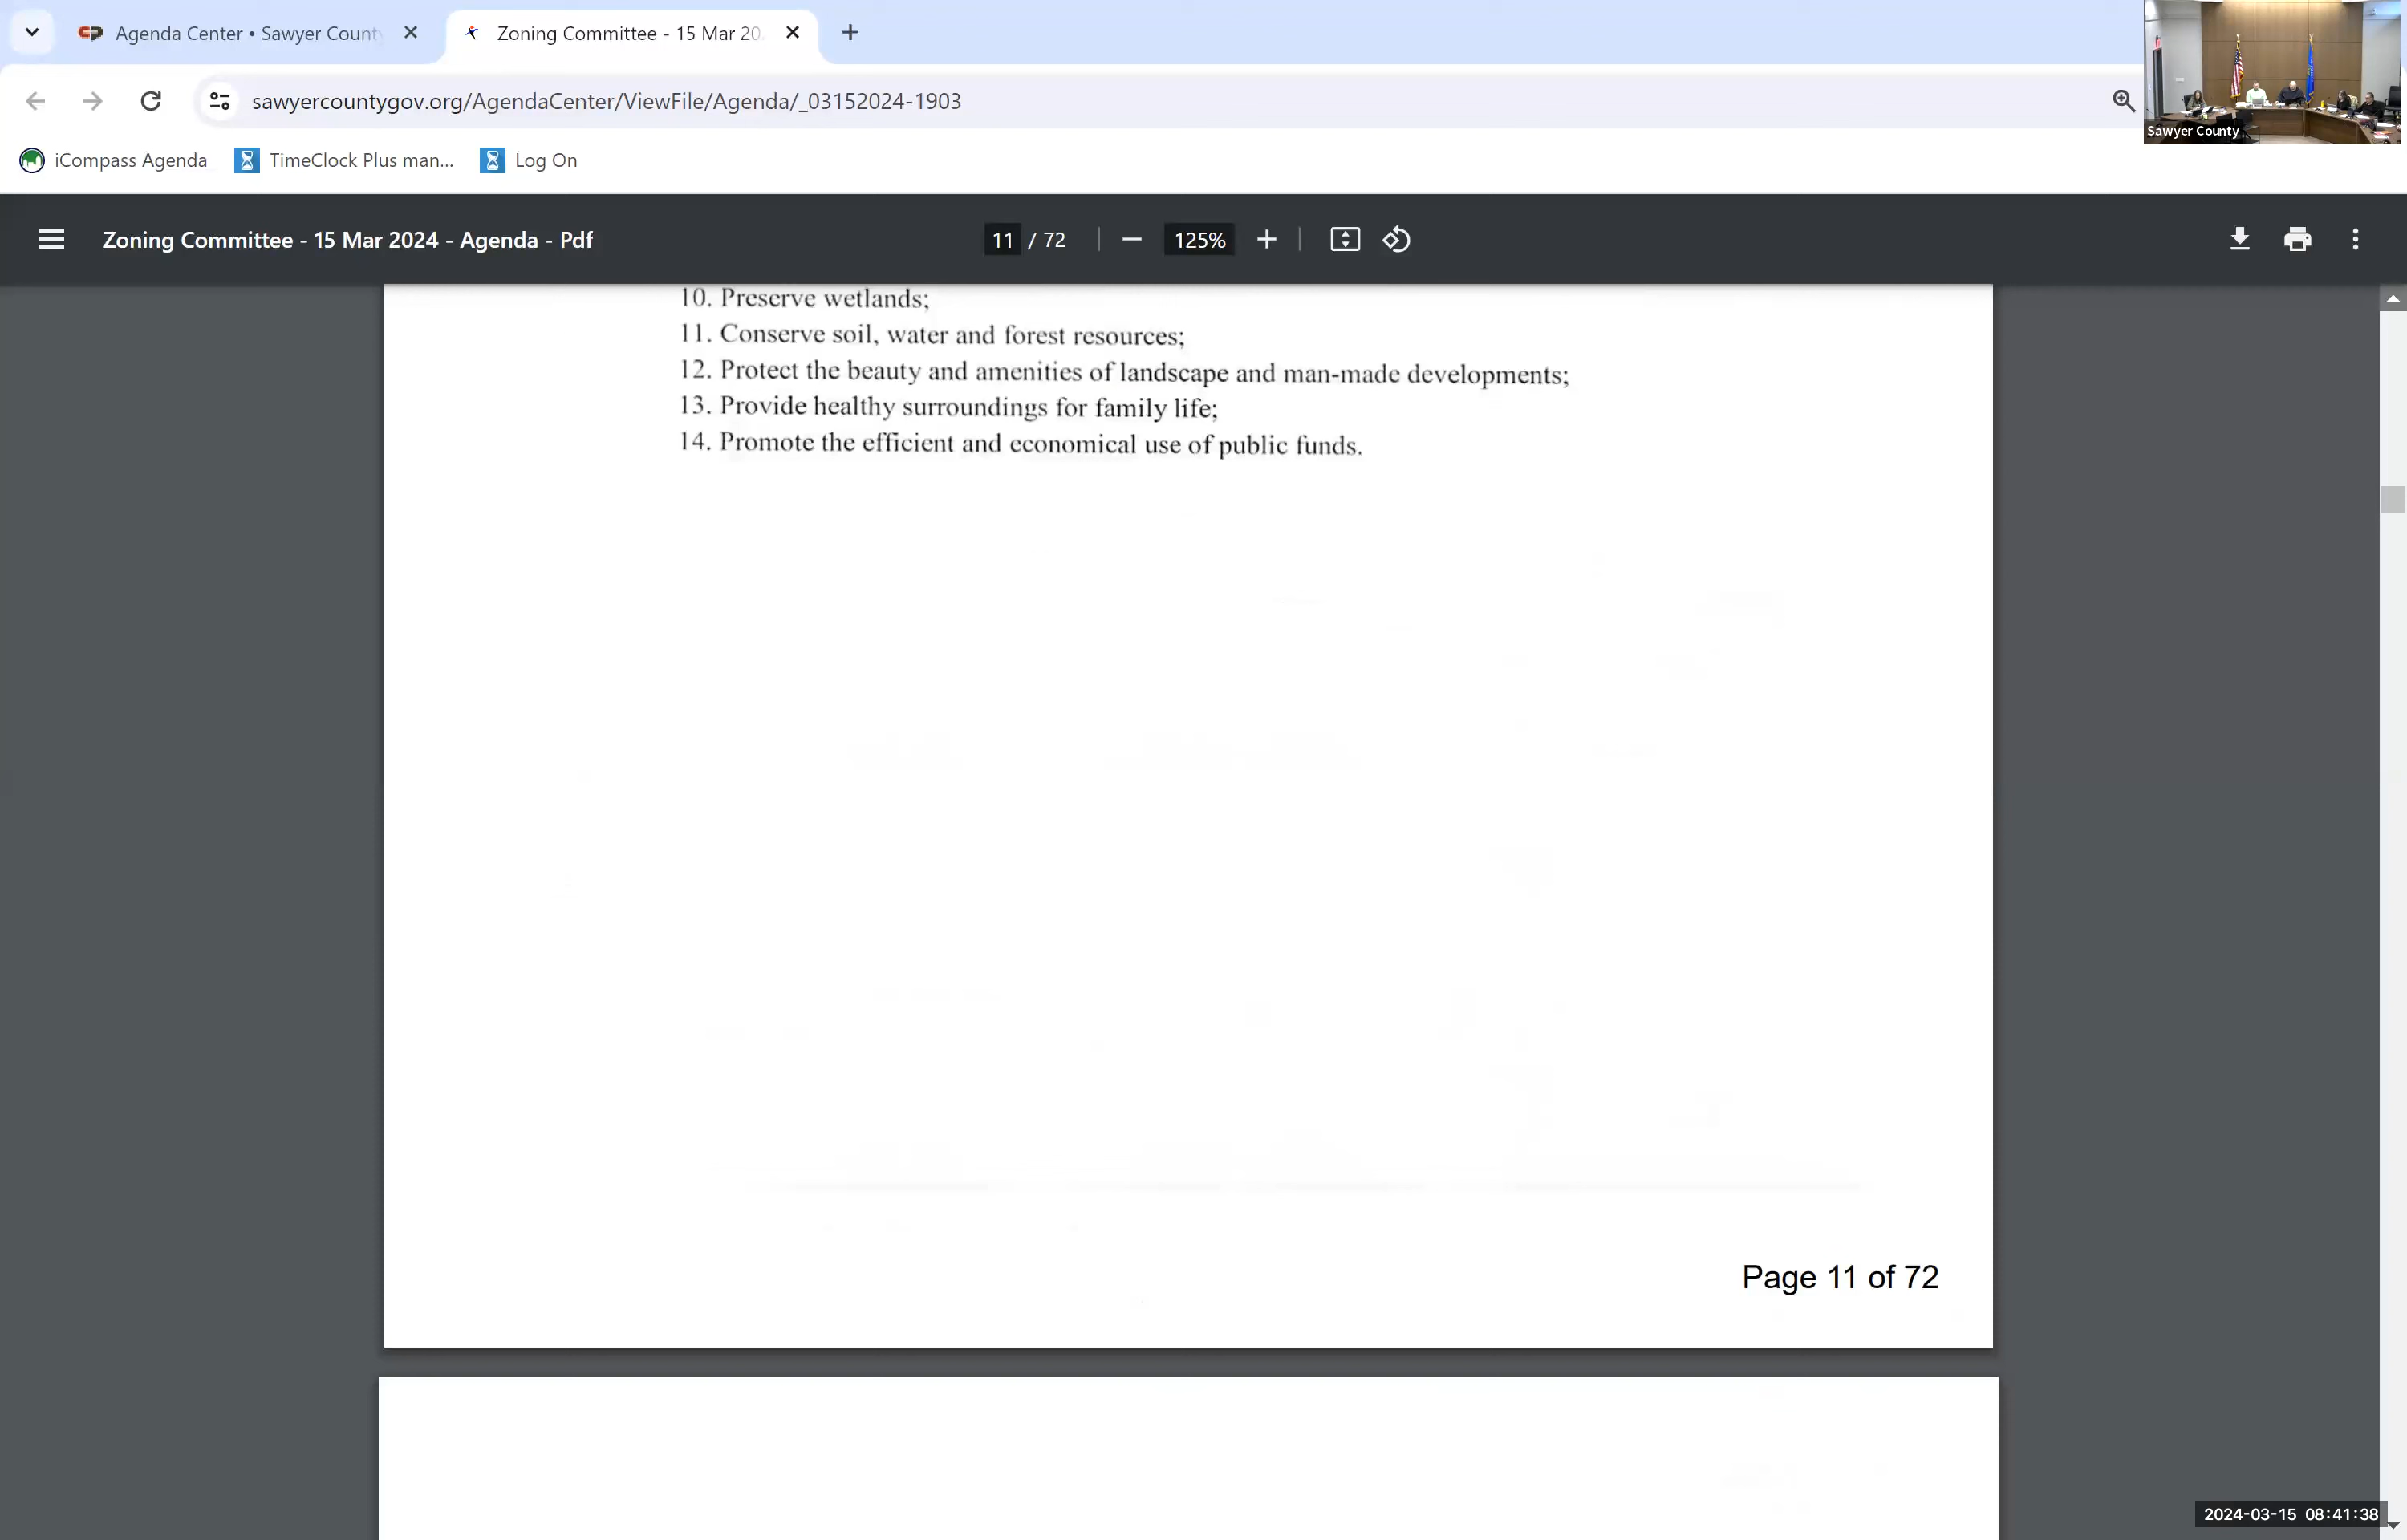 Agenda Center • Sawyer Count
Zoning Committee - 15 Mar 20
sawyercountygov.org/AgendaCenter/ViewFile/Agenda/_03152024-1903
Sawyer County
iCompass Agenda
TimeClock Plus man...
Log On
Zoning Committee - 15 Mar 2024 - Agenda - Pdf
11 / 72
125%
10. Preserve wetlands;
11. Conserve soil, water and forest resources;
12. Protect the beauty and amenities of landscape and man-made developments;
13. Provide healthy surroundings for family life;
14. Promote the efficient and economical use of public funds.
Page 11 of 72
2024-03-15 08:41:38